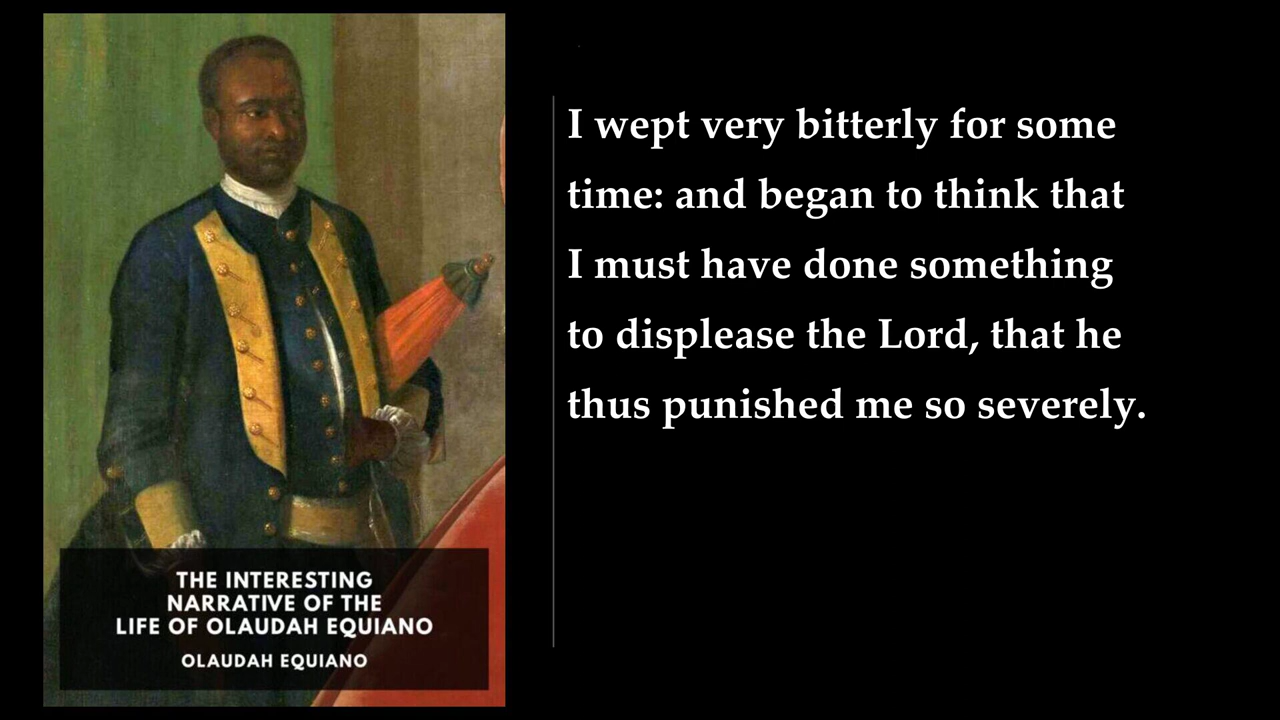 I wept very bitterly for some
time: and began to think that
I must have done something
to displease the Lord, that he
thus punished me so severely.
THE INTERESTING
NARRATIVE OF THE
LIFE OF OLAUDAH EQUIANO
OLAUDAH EQUIANO